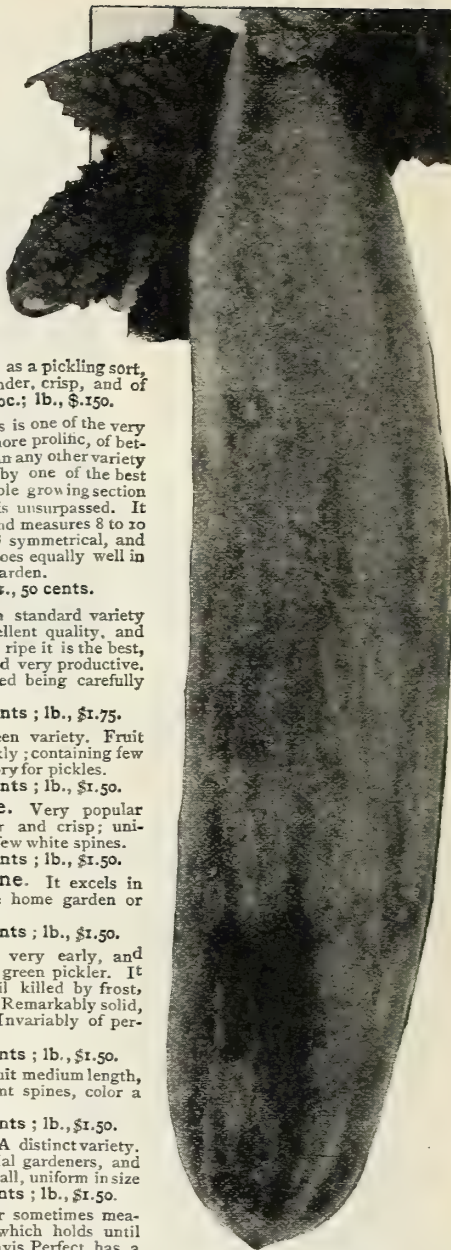 as a pickling sort,
nder, crisp, and of
oc.; lb., $.150.
s is one of the very
nore prolific, of bet-
an any other variety
by one of the best
ble growing section
is unsurpassed. It
nd measures 8 to 10
s symmetrical, and
oes equally well in
arden.
z., 50 cents.
a standard variety
ellent quality, and
ripe it is the best,
d very productive.
ed being carefully
nts ; lb., $1.75.
een variety. Fruit
kly ; containing few
ry for pickles.
nts ; lb., $1.50.
e. Very popular
r and crisp; uni-
few white spines.
nts ; lb., $1.50.
ne. It excels in
e home garden or
nts ; lb., $1.50.
very early, and
green pickler. It
il killed by frost,
Remarkably solid,
Invariably of per-
nts ; lb., $1.50.
uit medium length,
nt spines, color a
nts ; lb., $1.50.
A distinct variety.
al gardeners, and
all, uniform in size
nts ; lb., $1.50.
r sometimes mea-
which holds until
avis Perfect has a